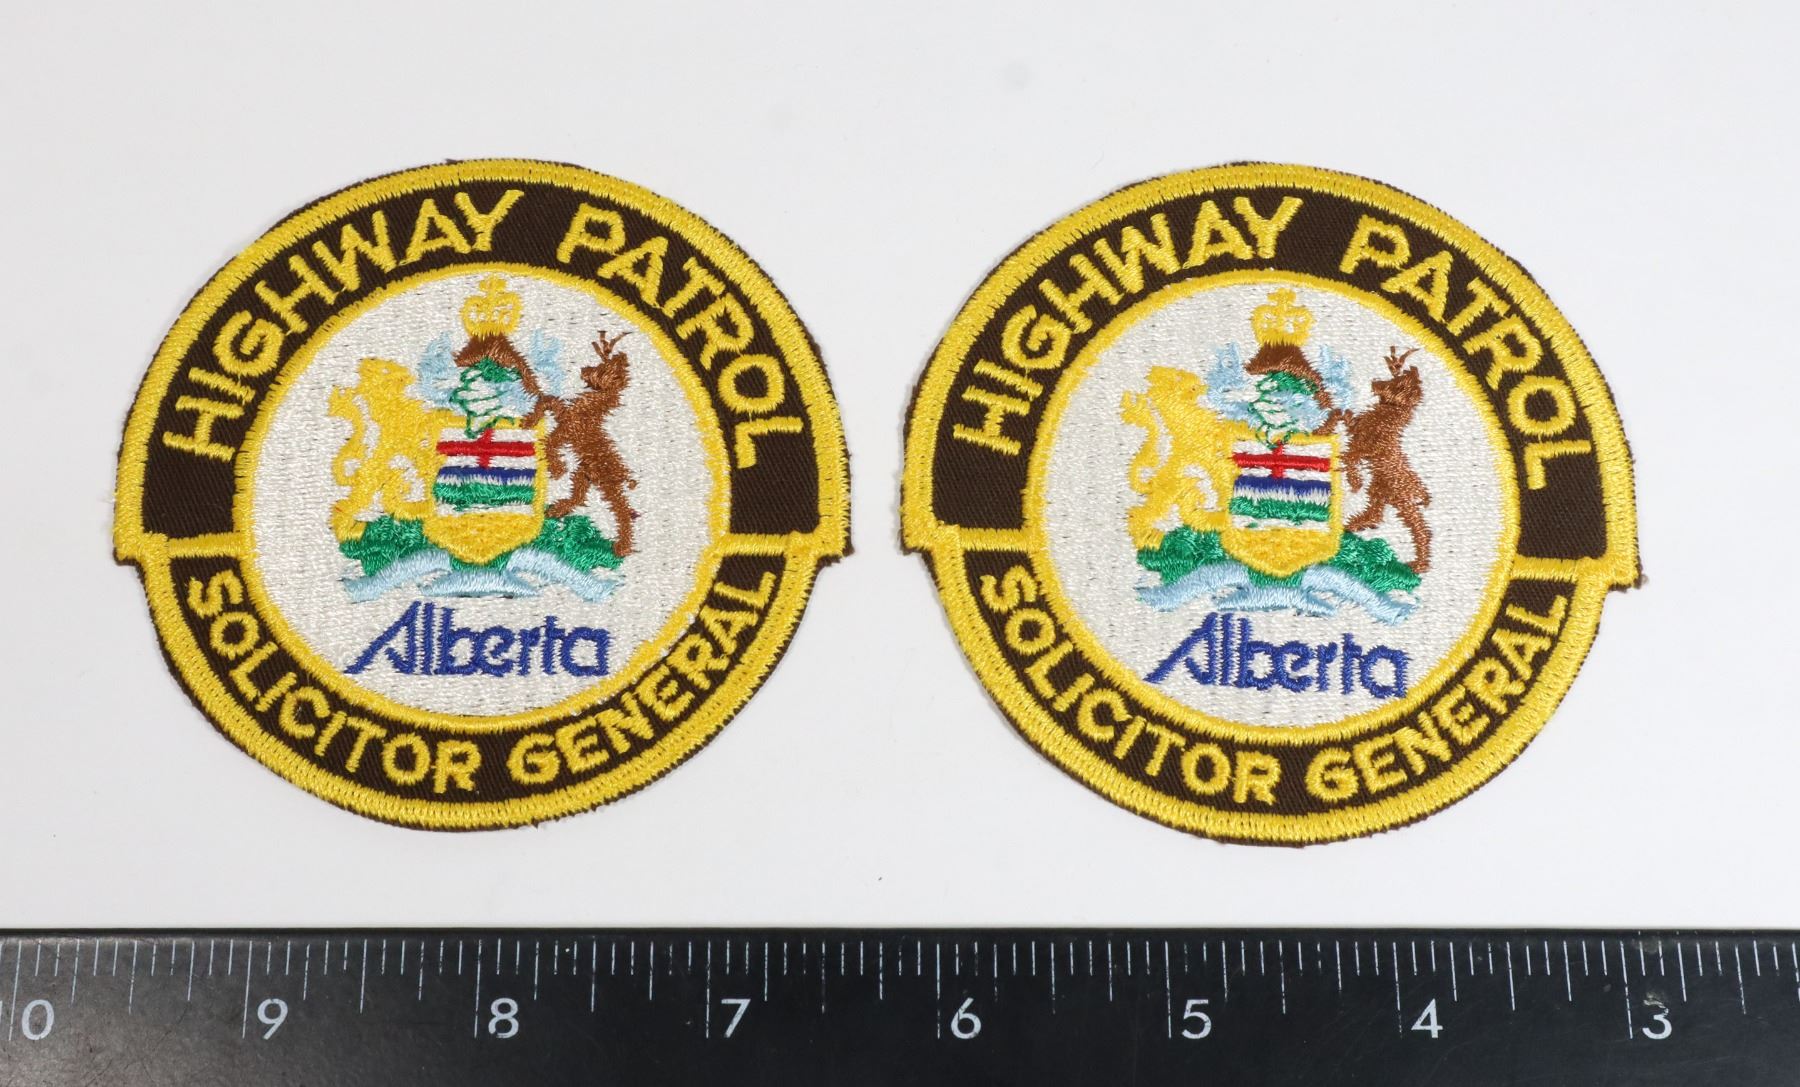 HIGHWAY PATROL
Alberta
SOLICITOR GENERAL
HIGHWAY PATROL
Alberta
SOLICITOR GENERAL
0 9 8 7 6 5 4 3